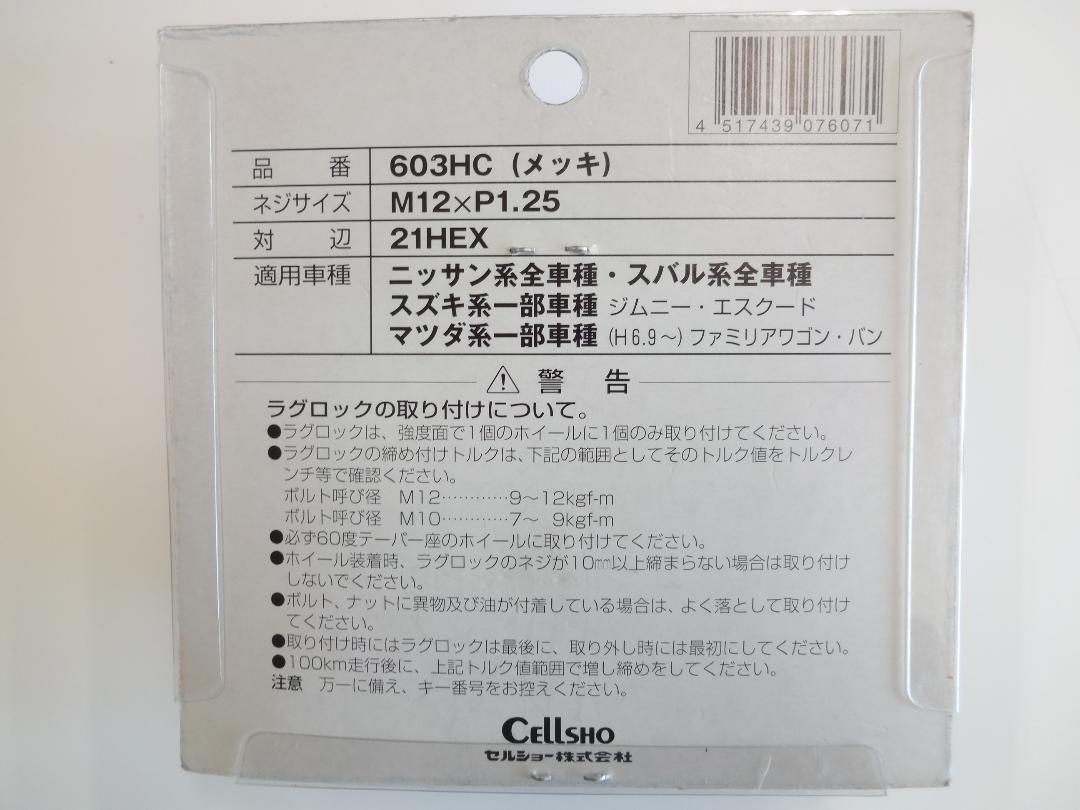 4 517439 076071
品番 603HC (メッキ)
ネジサイズ M12×P1.25
対辺 21HEX
適用車種 ニッサン系全車種・スバル系全車種
スズキ系一部車種 ジムニー・エスクード
マツダ系一部車種 (H6.9～) ファミリアワゴン・バン
警告
ラグロックの取り付けについて。
●ラグロックは、強度面で1個のホイールに1個のみ取り付けてください。
●ラグロックの締め付けトルクは、下記の範囲としてそのトルク値をトルクレ
ンチ等で確認ください。
ボルト呼び径 M12…………9～12kgf-m
ボルト呼び径 M10…………7～ 9kgf-m
●必ず60度テーパー座のホイールに取り付けてください。
●ホイール装着時、ラグロックのネジが10㎜以上締まらない場合は取り付け
しないでください。
●ボルト、ナットに異物及び油が付着している場合は、よく落として取り付け
てください。
●取り付け時にはラグロックは最後に、取り外し時には最初にしてください。
●100km走行後に、上記トルク値範囲で増し締めをしてください。
注意 万一に備え、キー番号をお控えください。
CELLSHO
セルショー株式会社